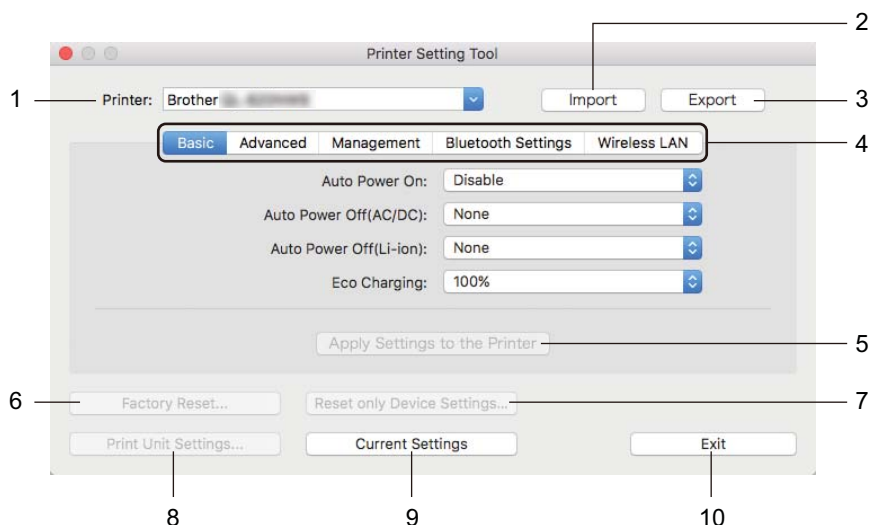 2
Printer Setting Tool
1 Printer: Brother Import Export 3
Basic Advanced Management Bluetooth Settings Wireless LAN 4
Auto Power On: Disable
Auto Power Off(AC/DC): None
Auto Power Off(Li-ion): None
Eco Charging: 100%
Apply Settings to the Printer 5
6 Factory Reset... Reset only Device Settings... 7
Print Unit Settings... Current Settings Exit
8 9 10